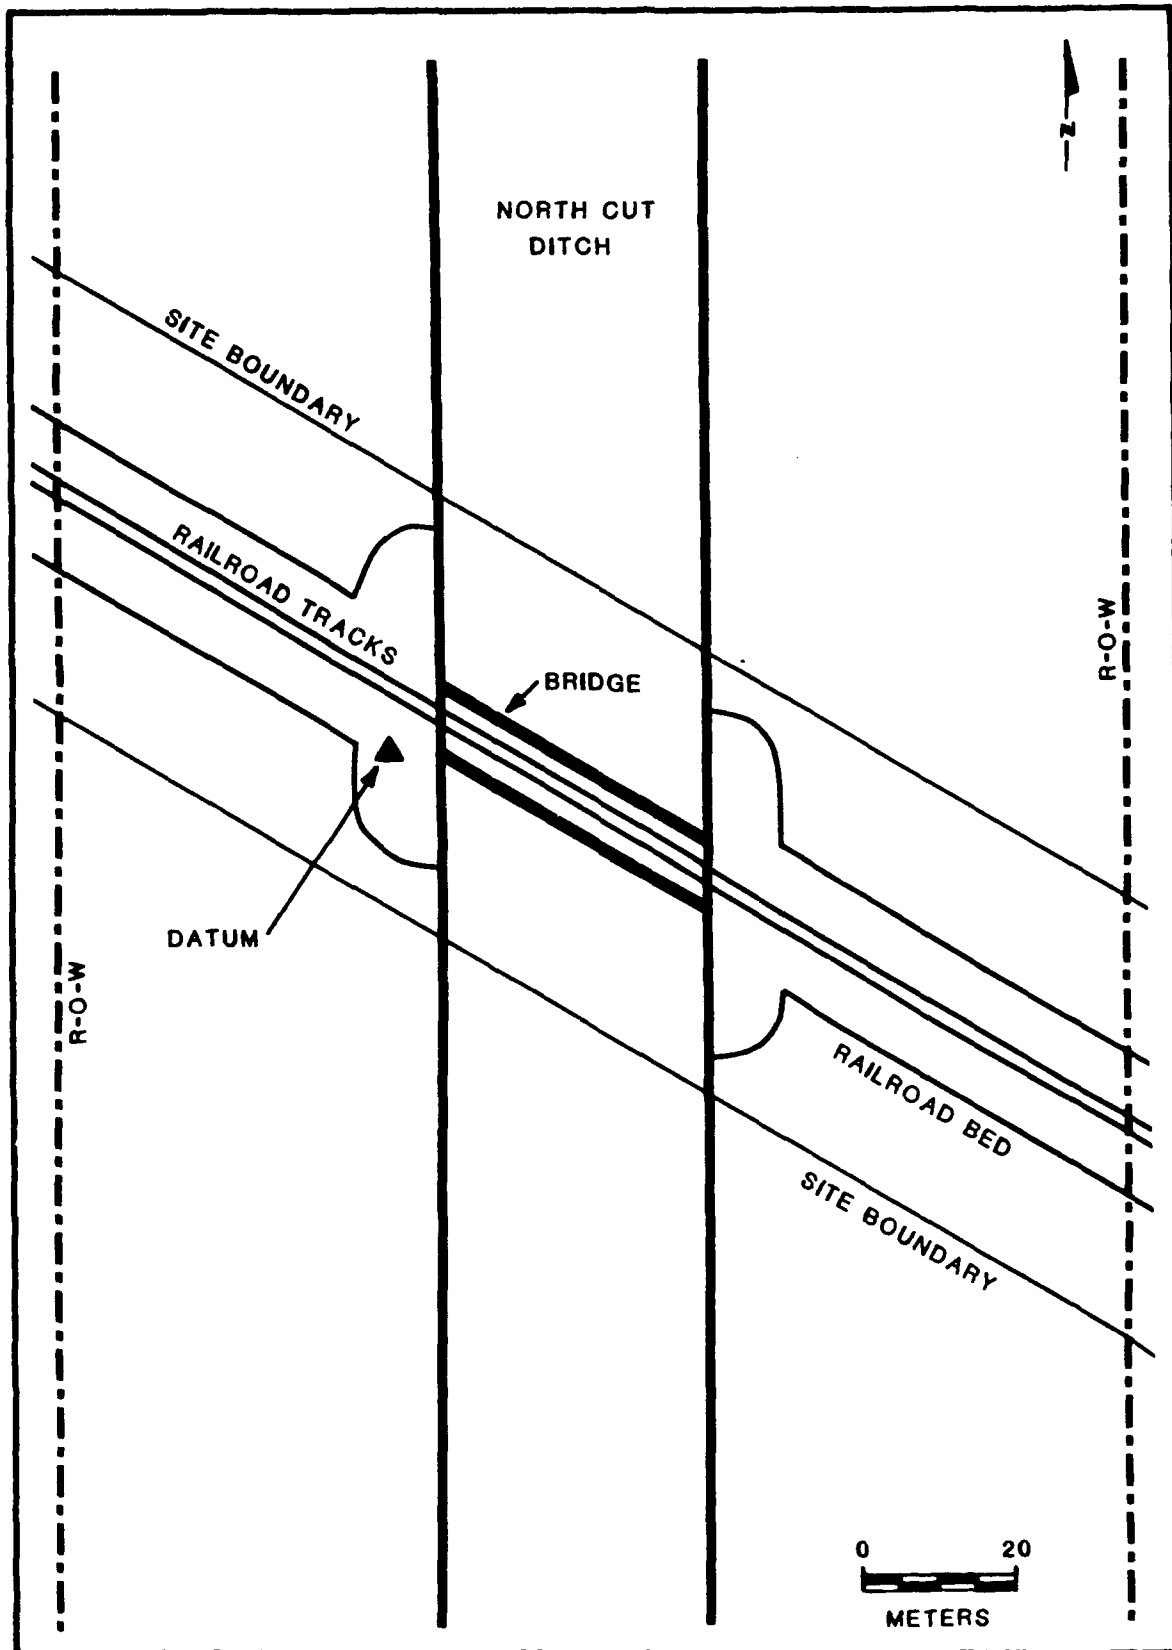 N
NORTH CUT
DITCH
SITE BOUNDARY
RAILROAD TRACKS
BRIDGE
R-O-W
DATUM
R-O-W
RAILROAD BED
SITE BOUNDARY
0 20
METERS